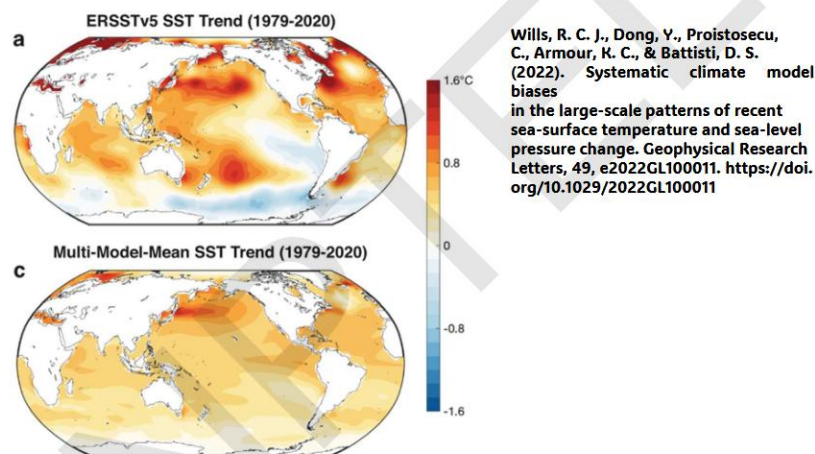 ERSSTv5 SST Trend (1979-2020)
a
1.6°C
0.8
0
-0.8
-1.6
Multi-Model-Mean SST Trend (1979-2020)
c
Wills, R. C. J., Dong, Y., Proistosecu,
C., Armour, K. C., & Battisti, D. S.
(2022). Systematic climate model
biases
in the large-scale patterns of recent
sea-surface temperature and sea-level
pressure change. Geophysical Research
Letters, 49, e2022GL100011. https://doi.
org/10.1029/2022GL100011